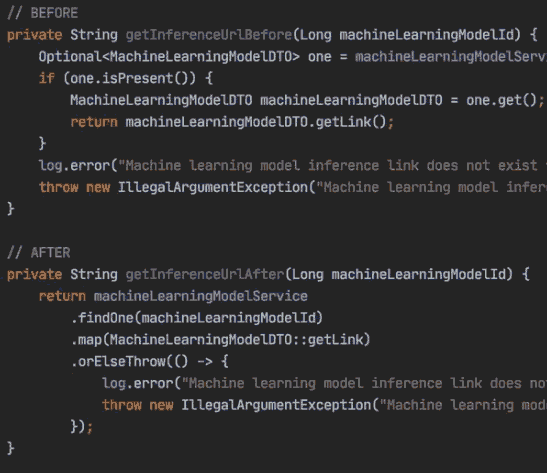 // BEFORE
private String getInferenceUrlBefore(Long machineLearningModelId) {
    Optional<MachineLearningModelDTO> one = machineLearningModelServi
    if (one.isPresent()) {
        MachineLearningModelDTO machineLearningModelDTO = one.get();
        return machineLearningModelDTO.getLink();
    }
    log.error("Machine learning model inference link does not exist
    throw new IllegalArgumentException("Machine learning model infer
}
// AFTER
private String getInferenceUrlAfter(Long machineLearningModelId) {
    return machineLearningModelService
        .findOne(machineLearningModelId)
        .map(MachineLearningModelDTO::getLink)
        .orElseThrow(() -> {
            log.error("Machine learning model inference link does no
            throw new IllegalArgumentException("Machine learning mod
        });
}